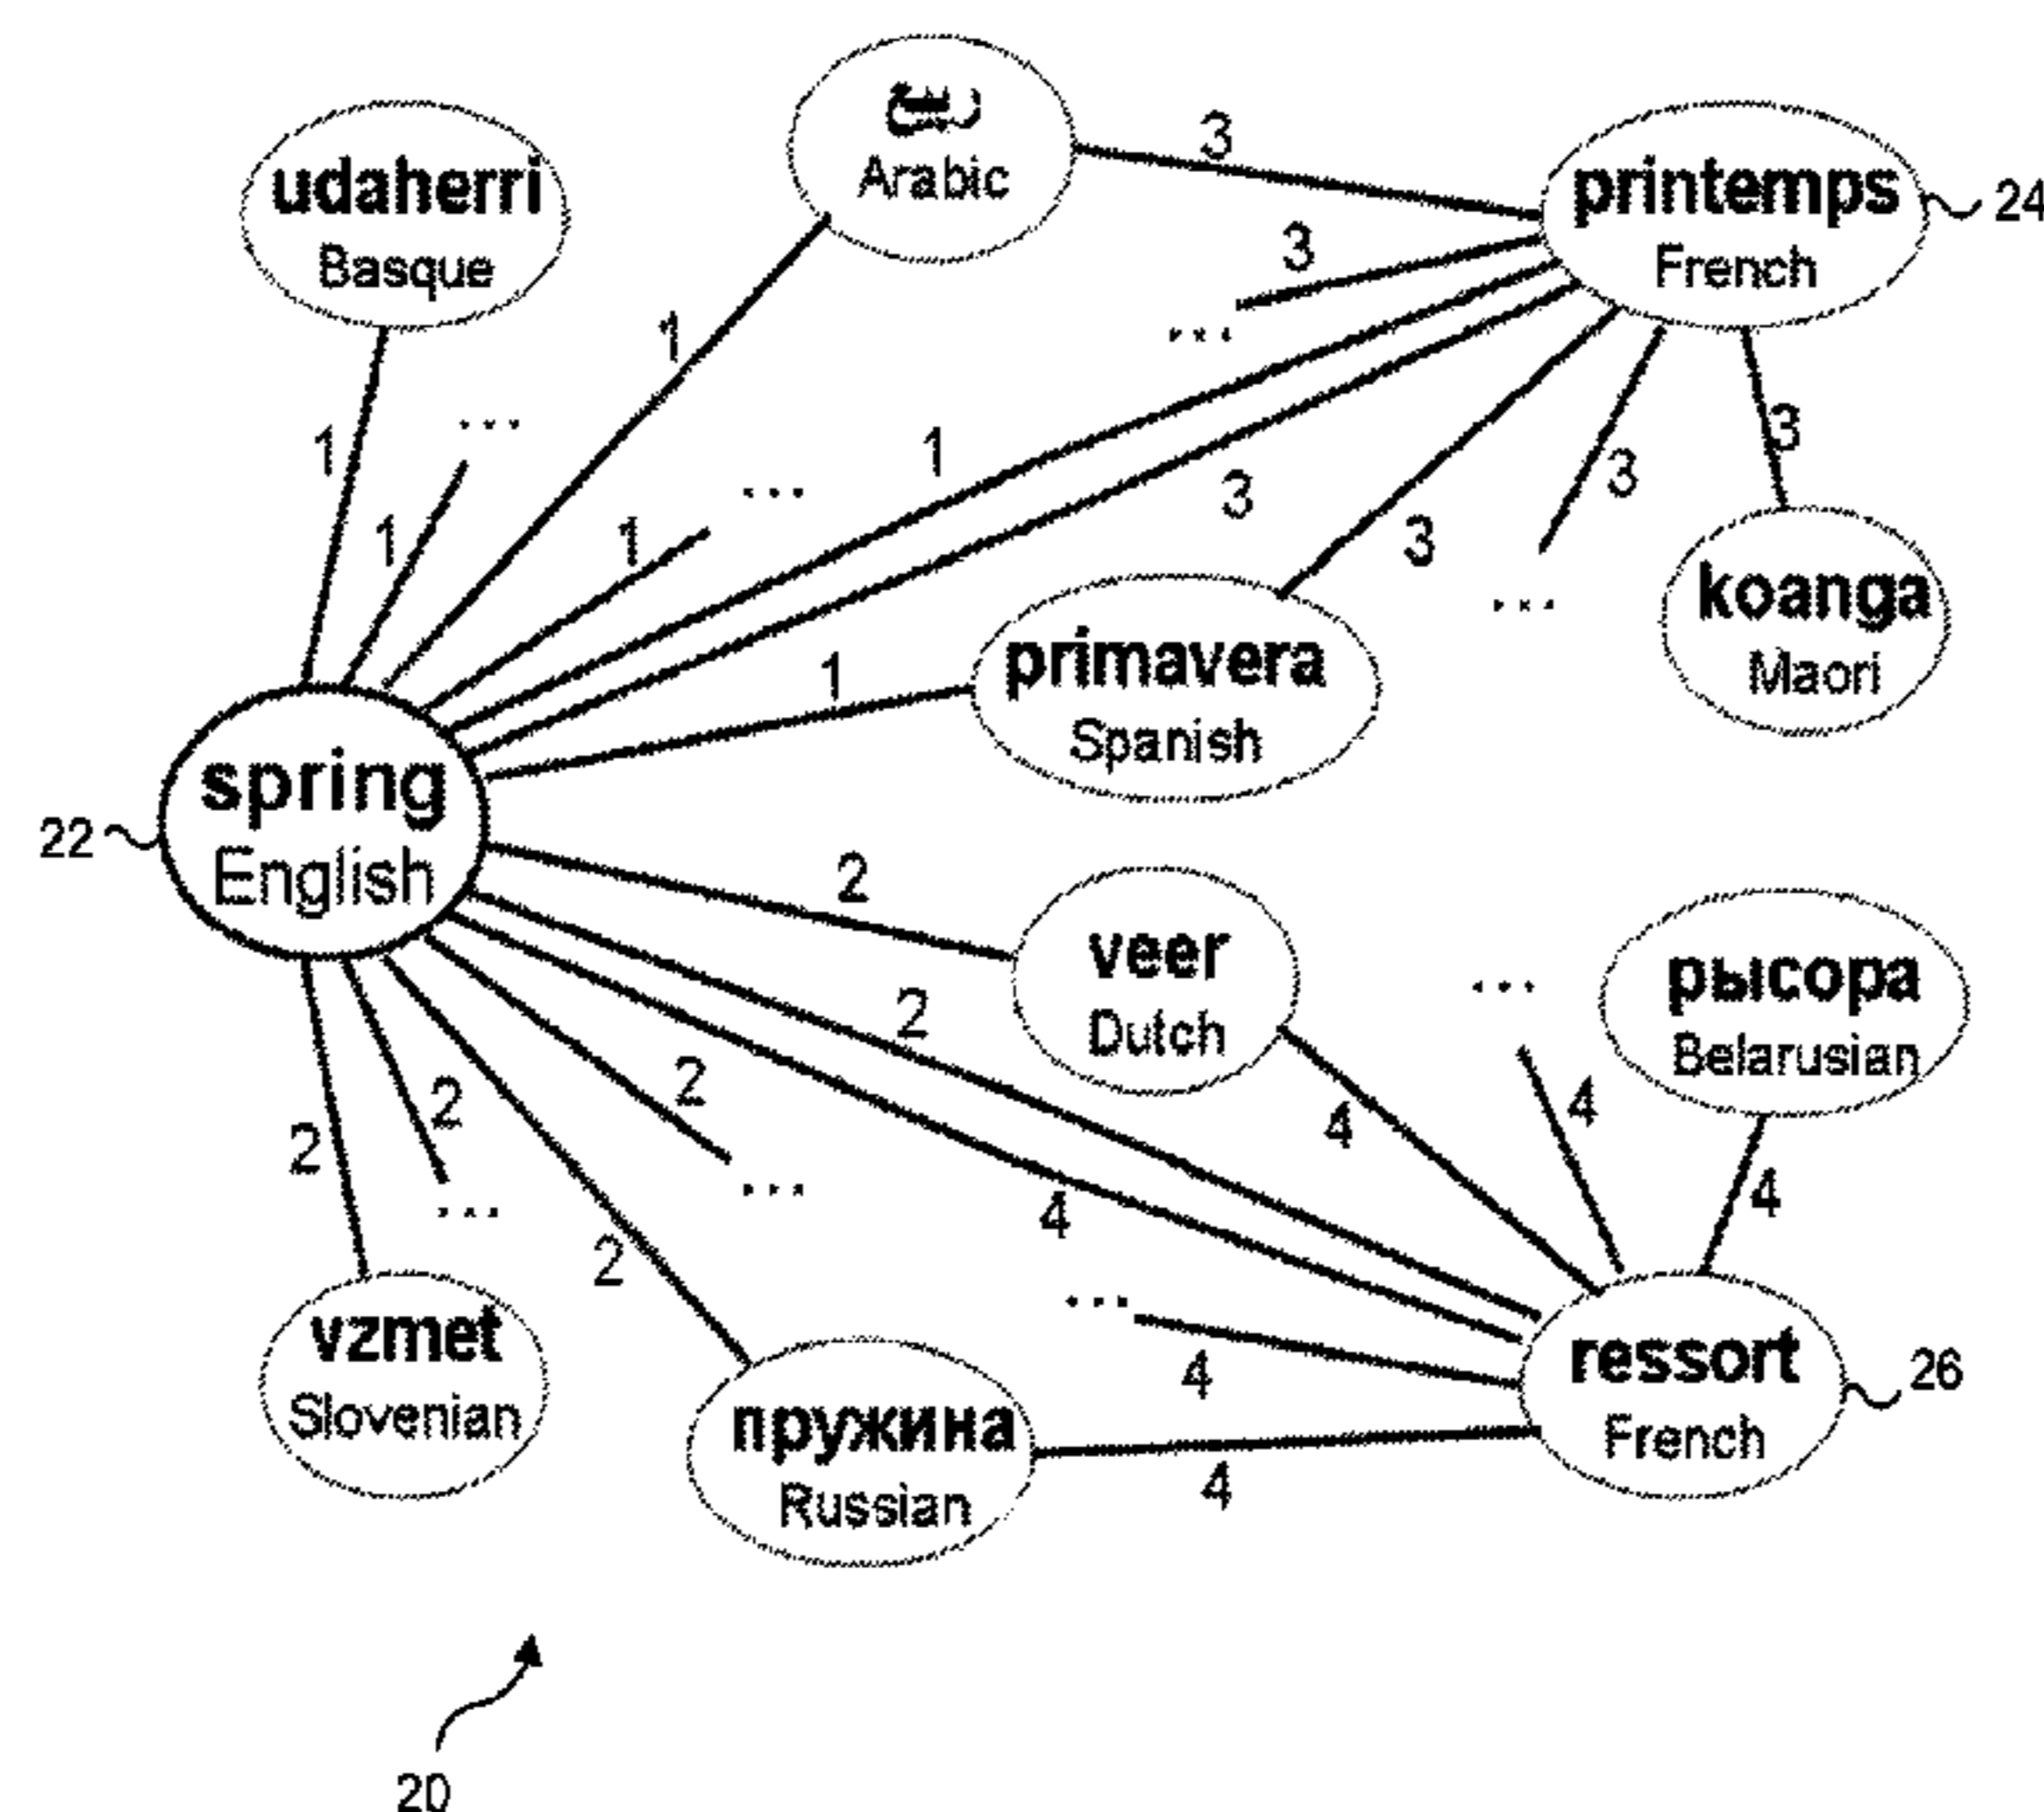 ربيع
Arabic
3
printemps
French
24
udaherri
Basque
3
...
1
...
1
1
3
1
3
...
1
1
3
3
...
koanga
Maori
primavera
Spanish
1
spring
English
22
2
veer
Dutch
...
рысора
Belarusian
2
2
2
4
4
4
2
...
...
4
2
...
4
vzmet
Slovenian
пружина
Russian
4
ressort
French
26
20